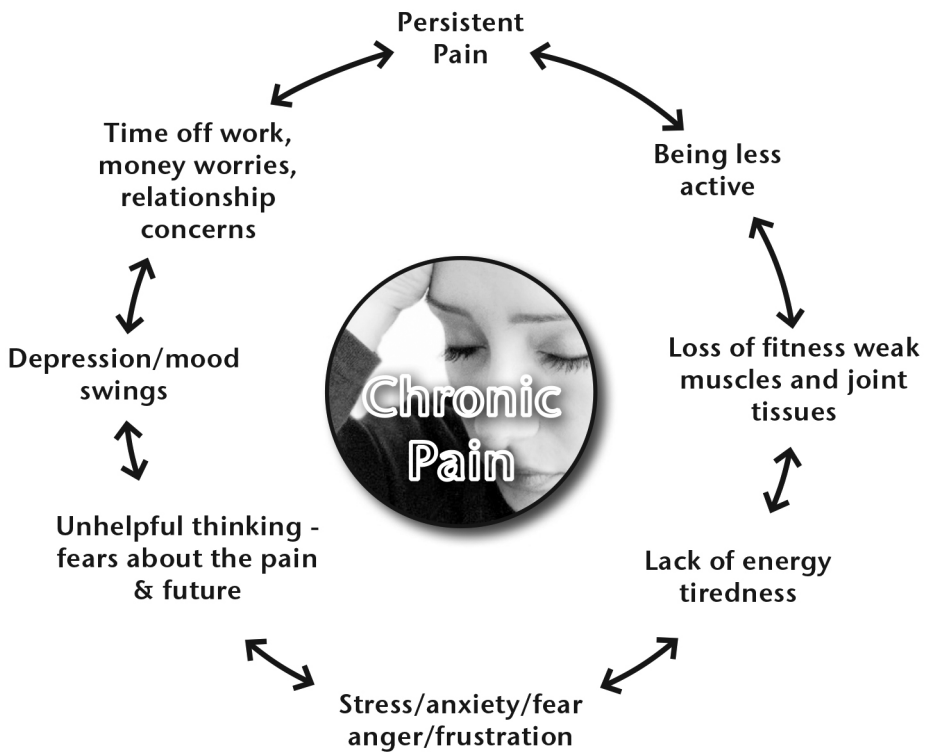 Persistent
Pain
Being less
active
Loss of fitness weak
muscles and joint
tissues
Lack of energy
tiredness
Stress/anxiety/fear
anger/frustration
Unhelpful thinking -
fears about the pain
& future
Depression/mood
swings
Time off work,
money worries,
relationship
concerns
Chronic
Pain